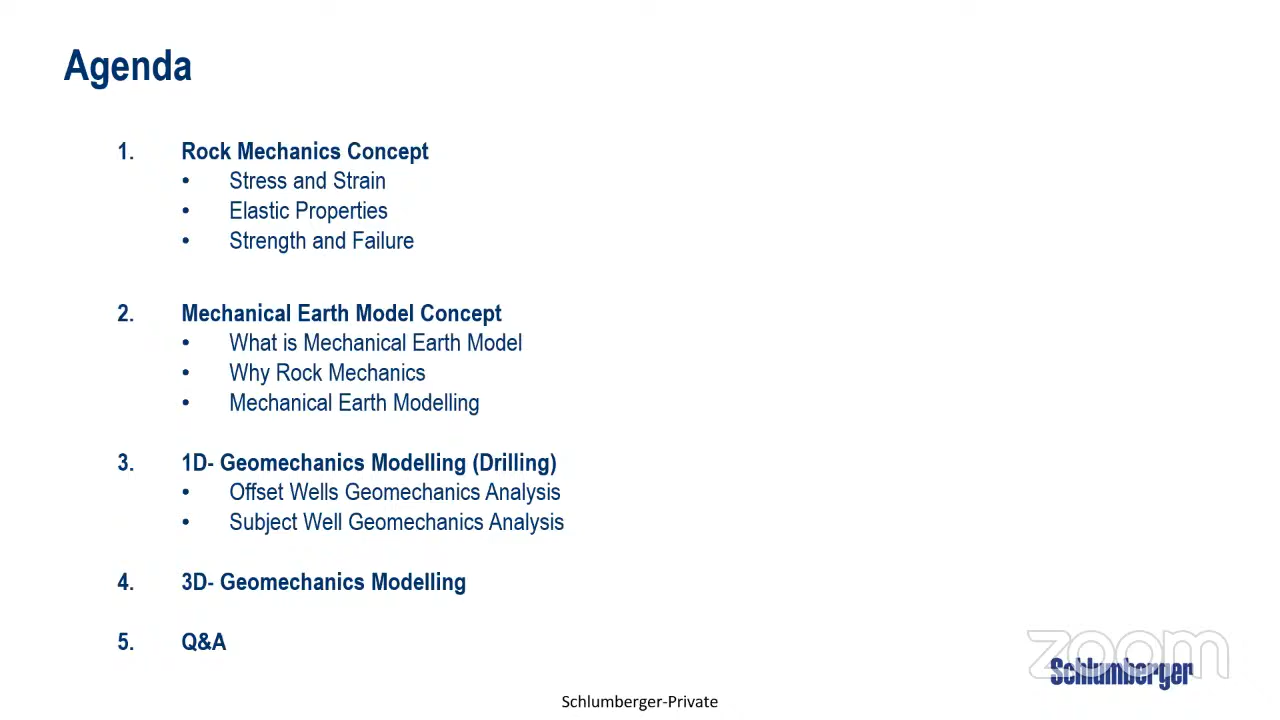 Agenda
1. Rock Mechanics Concept
• Stress and Strain
• Elastic Properties
• Strength and Failure
2. Mechanical Earth Model Concept
• What is Mechanical Earth Model
• Why Rock Mechanics
• Mechanical Earth Modelling
3. 1D- Geomechanics Modelling (Drilling)
• Offset Wells Geomechanics Analysis
• Subject Well Geomechanics Analysis
4. 3D- Geomechanics Modelling
5. Q&A
zoom
Schlumberger
Schlumberger-Private